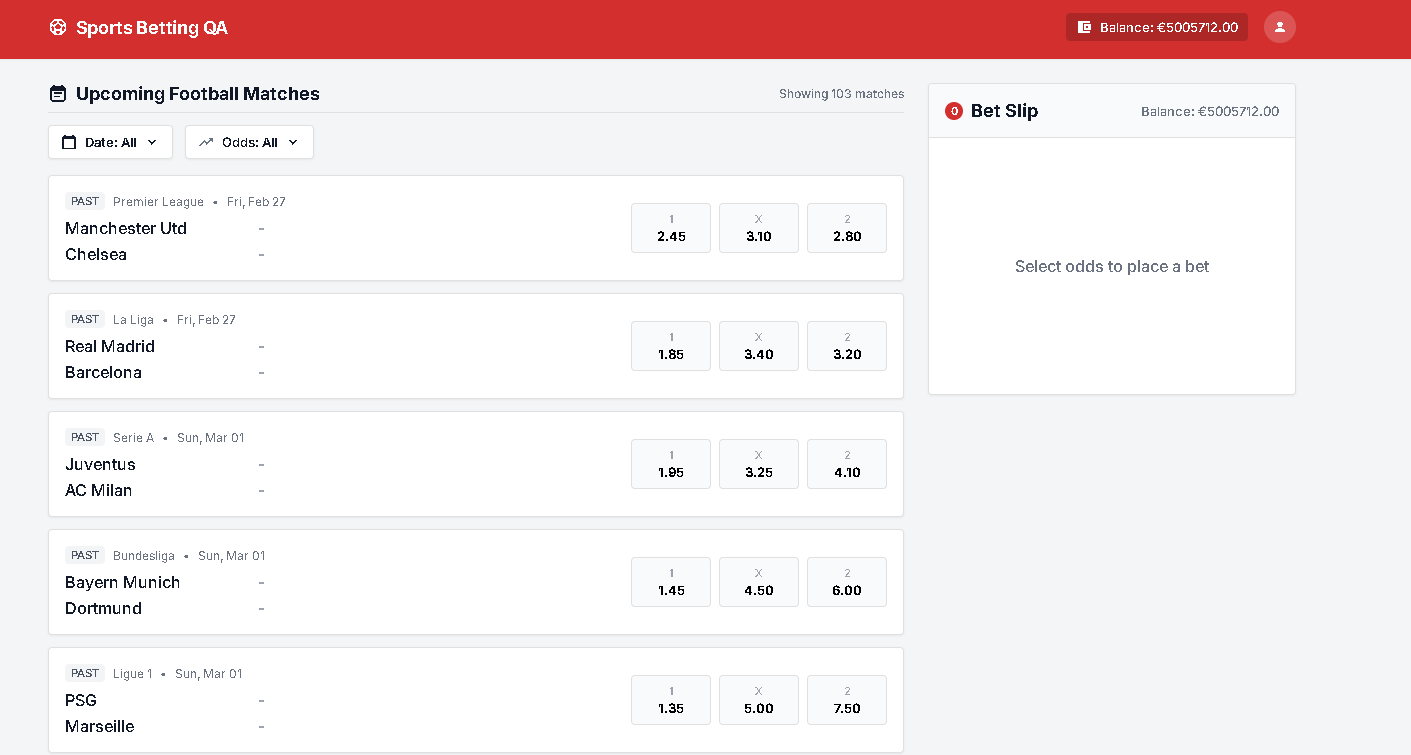 Sports Betting QA
Balance: €5005712.00
Upcoming Football Matches
Showing 103 matches
Date: All
Odds: All
PAST Premier League • Fri, Feb 27
Manchester Utd -
Chelsea -
1 X 2
2.45 3.10 2.80
PAST La Liga • Fri, Feb 27
Real Madrid -
Barcelona -
1 X 2
1.85 3.40 3.20
PAST Serie A • Sun, Mar 01
Juventus -
AC Milan -
1 X 2
1.95 3.25 4.10
PAST Bundesliga • Sun, Mar 01
Bayern Munich -
Dortmund -
1 X 2
1.45 4.50 6.00
PAST Ligue 1 • Sun, Mar 01
PSG -
Marseille -
1 X 2
1.35 5.00 7.50
0 Bet Slip
Balance: €5005712.00
Select odds to place a bet